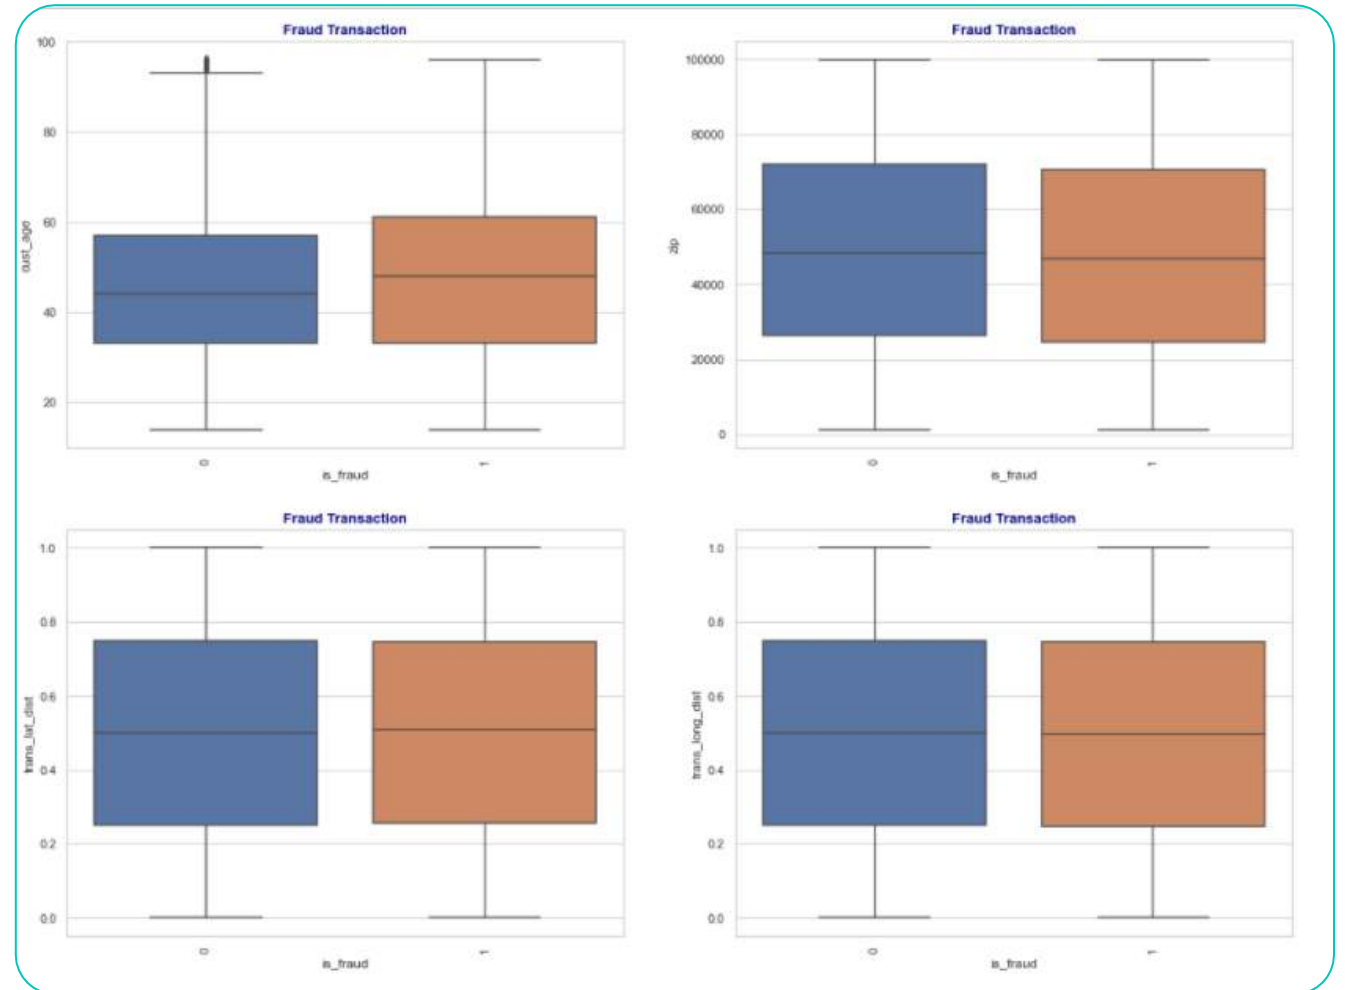 Fraud Transaction
100
80
60
40
20
cust_age
0
1
is_fraud
Fraud Transaction
100000
80000
60000
40000
20000
0
zip
0
1
is_fraud
Fraud Transaction
1.0
0.8
0.6
0.4
0.2
0.0
trans_lat_dist
0
1
is_fraud
Fraud Transaction
1.0
0.8
0.6
0.4
0.2
0.0
trans_long_dist
0
1
is_fraud